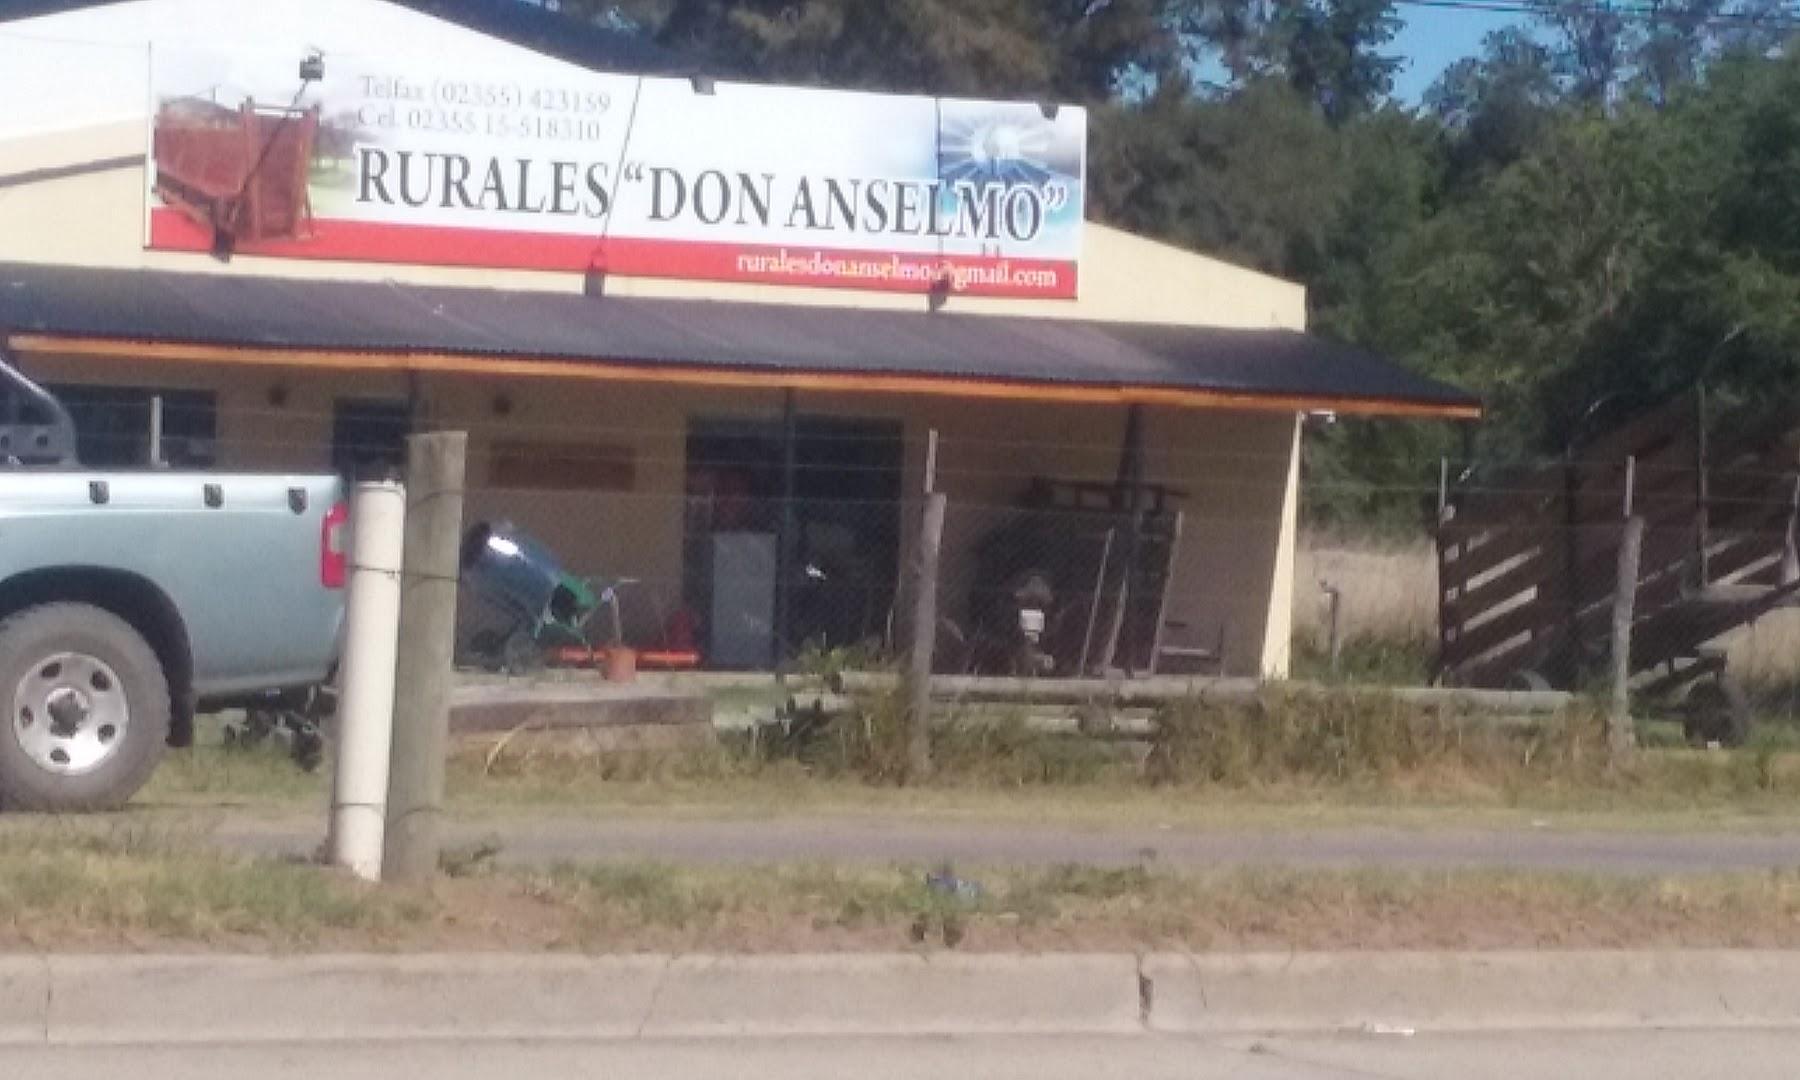 Telfax (02355) 423159
Cel. 02355 15-518310
RURALES “DON ANSELMO”
ruralesdonanselmo@gmail.com